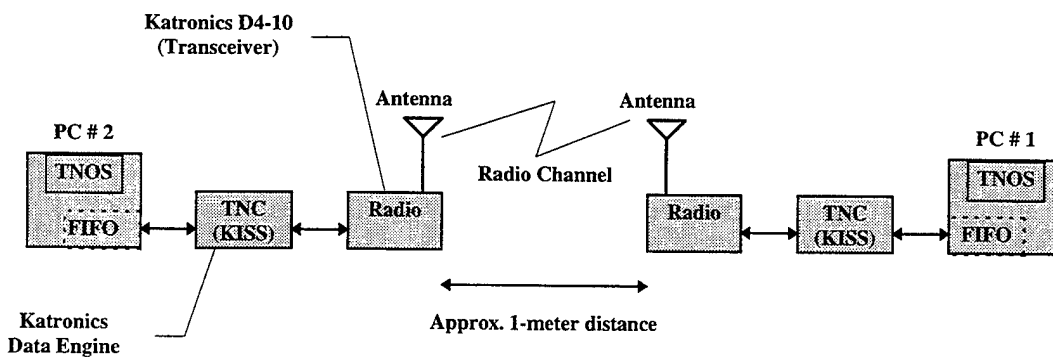 Katronics D4-10
(Transceiver)
Antenna
Antenna
PC # 2
PC # 1
TNOS
TNOS
Radio Channel
FIFO
TNC
(KISS)
Radio
Radio
TNC
(KISS)
FIFO
Approx. 1-meter distance
Katronics
Data Engine